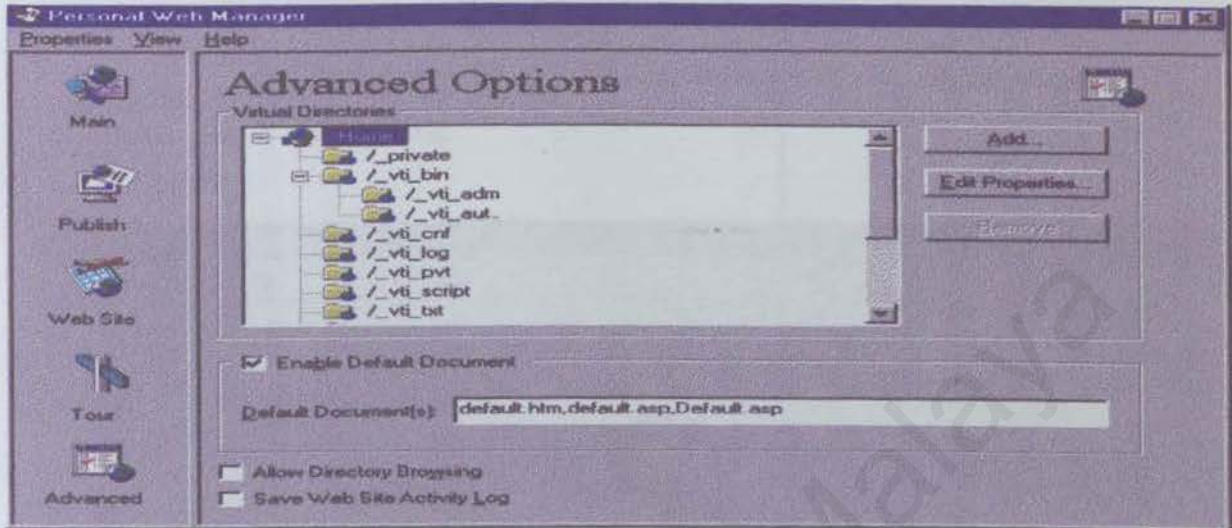 Personal Web Manager
Properties View Help
Main
Publish
Web Site
Tour
Advanced
Advanced Options
Virtual Directories
Home
/_private
/_vti_bin
/_vti_adm
/_vti_aut..
/_vti_cnf
/_vti_log
/_vti_pvt
/_vti_script
/_vti_txt
Add...
Edit Properties...
Remove
Enable Default Document
Default Document(s): default.htm,default.asp,Default.asp
Allow Directory Browsing
Save Web Site Activity Log
Malaya